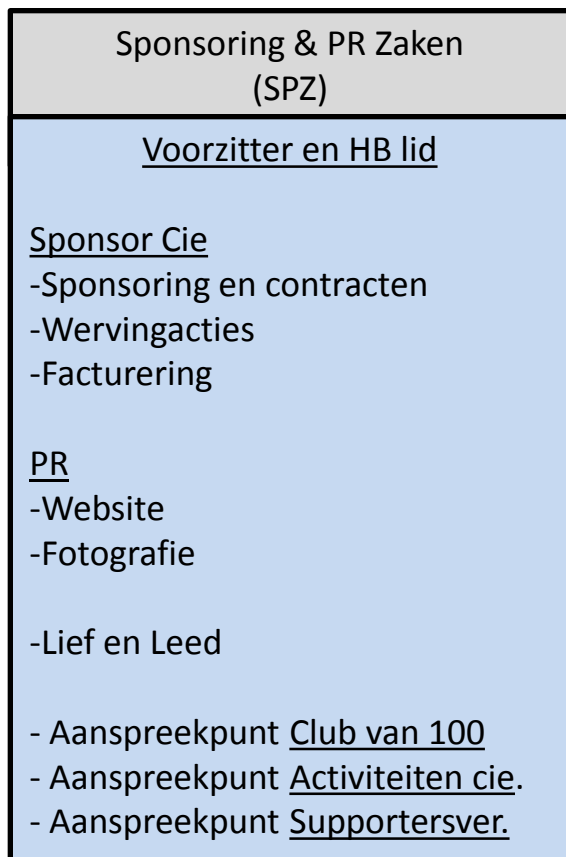 Sponsoring & PR Zaken
(SPZ)
Voorzitter en HB lid
Sponsor Cie
-Sponsoring en contracten
-Wervingacties
-Facturering
PR
-Website
-Fotografie
-Lief en Leed
- Aanspreekpunt Club van 100
- Aanspreekpunt Activiteiten cie.
- Aanspreekpunt Supportersver.